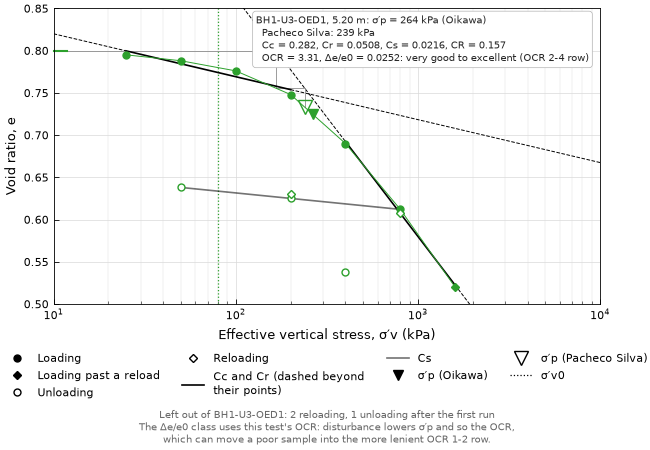 BH1-U3-OED1, 5.20 m: σ′p = 264 kPa (Oikawa)
Pacheco Silva: 239 kPa
Cc = 0.282, Cr = 0.0508, Cs = 0.0216, CR = 0.157
OCR = 3.31, Δe/e0 = 0.0252: very good to excellent (OCR 2-4 row)
Void ratio, e
0.85
0.80
0.75
0.70
0.65
0.60
0.55
0.50
10¹ 10² 10³ 10⁴
Effective vertical stress, σ′v (kPa)
Loading
Loading past a reload
Unloading
Reloading
Cc and Cr (dashed beyond
their points)
Cs
σ′p (Oikawa)
σ′p (Pacheco Silva)
σ′v0
Left out of BH1-U3-OED1: 2 reloading, 1 unloading after the first run
The Δe/e0 class uses this test's OCR: disturbance lowers σ′p and so the OCR,
which can move a poor sample into the more lenient OCR 1-2 row.